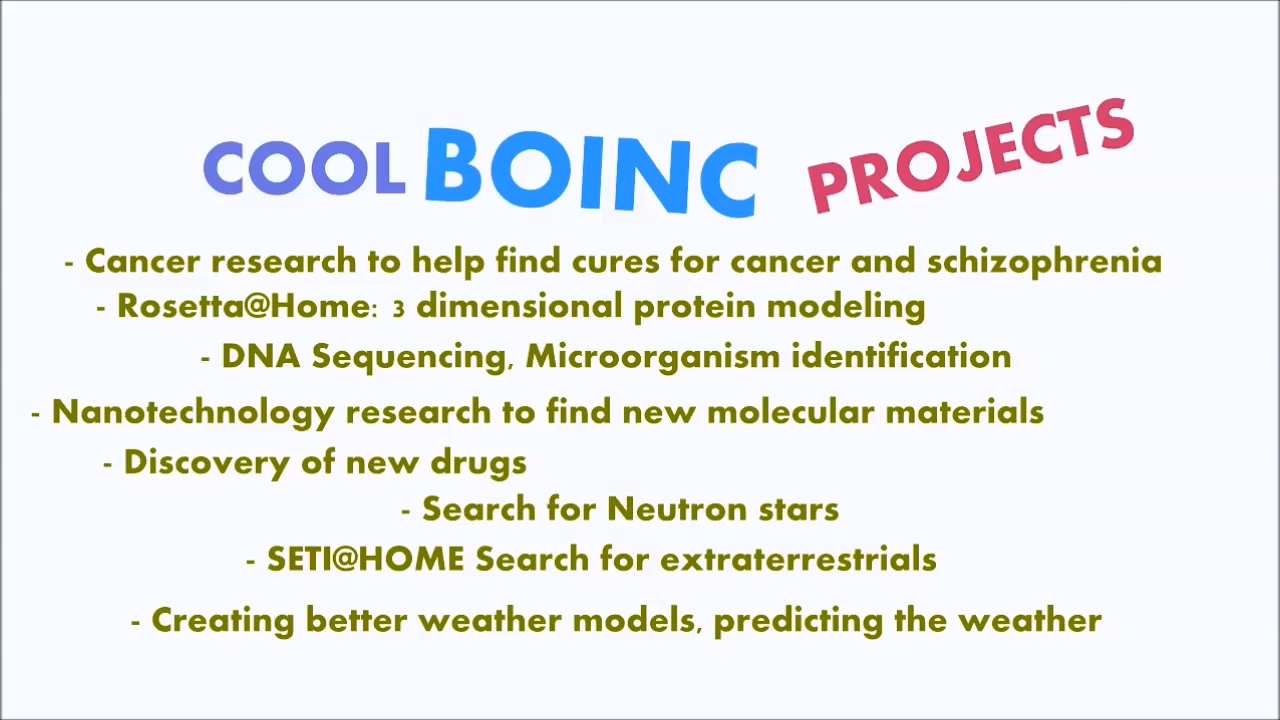 COOL BOINC PROJECTS
- Cancer research to help find cures for cancer and schizophrenia
- Rosetta@Home: 3 dimensional protein modeling
- DNA Sequencing, Microorganism identification
- Nanotechnology research to find new molecular materials
- Discovery of new drugs
- Search for Neutron stars
- SETI@HOME Search for extraterrestrials
- Creating better weather models, predicting the weather